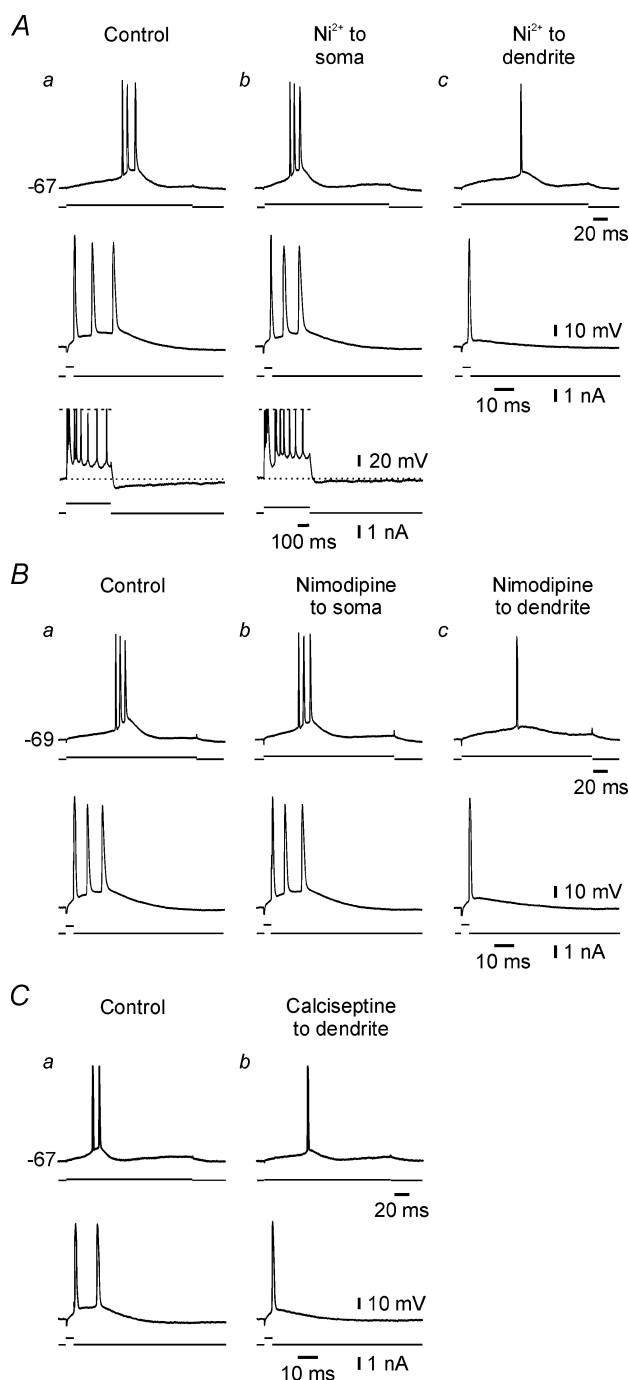 A
Control
Ni2+ to
soma
Ni2+ to
dendrite
a
b
c
-67
20 ms
10 mV
10 ms
1 nA
20 mV
100 ms
1 nA
B
Control
Nimodipine
to soma
Nimodipine
to dendrite
a
b
c
-69
20 ms
10 mV
10 ms
1 nA
C
Control
Calciseptine
to dendrite
a
b
-67
20 ms
10 mV
10 ms
1 nA